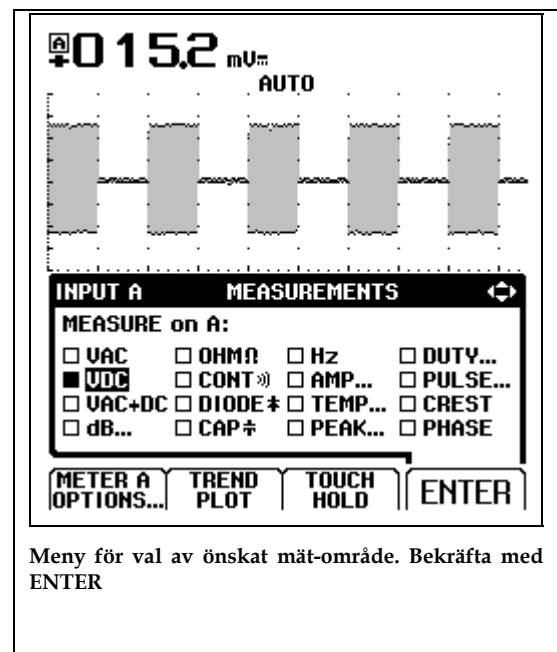 A 015.2 mV
AUTO
INPUT A MEASUREMENTS
MEASURE on A:
□ VAC □ OHMΩ □ Hz □ DUTY...
■ VDC □ CONT □ AMP... □ PULSE...
□ VAC+DC □ DIODE □ TEMP... □ CREST
□ dB... □ CAP □ PEAK... □ PHASE
METER A TREND TOUCH ENTER
OPTIONS... PLOT HOLD
Meny för val av önskat mät-område. Bekräfta med
ENTER